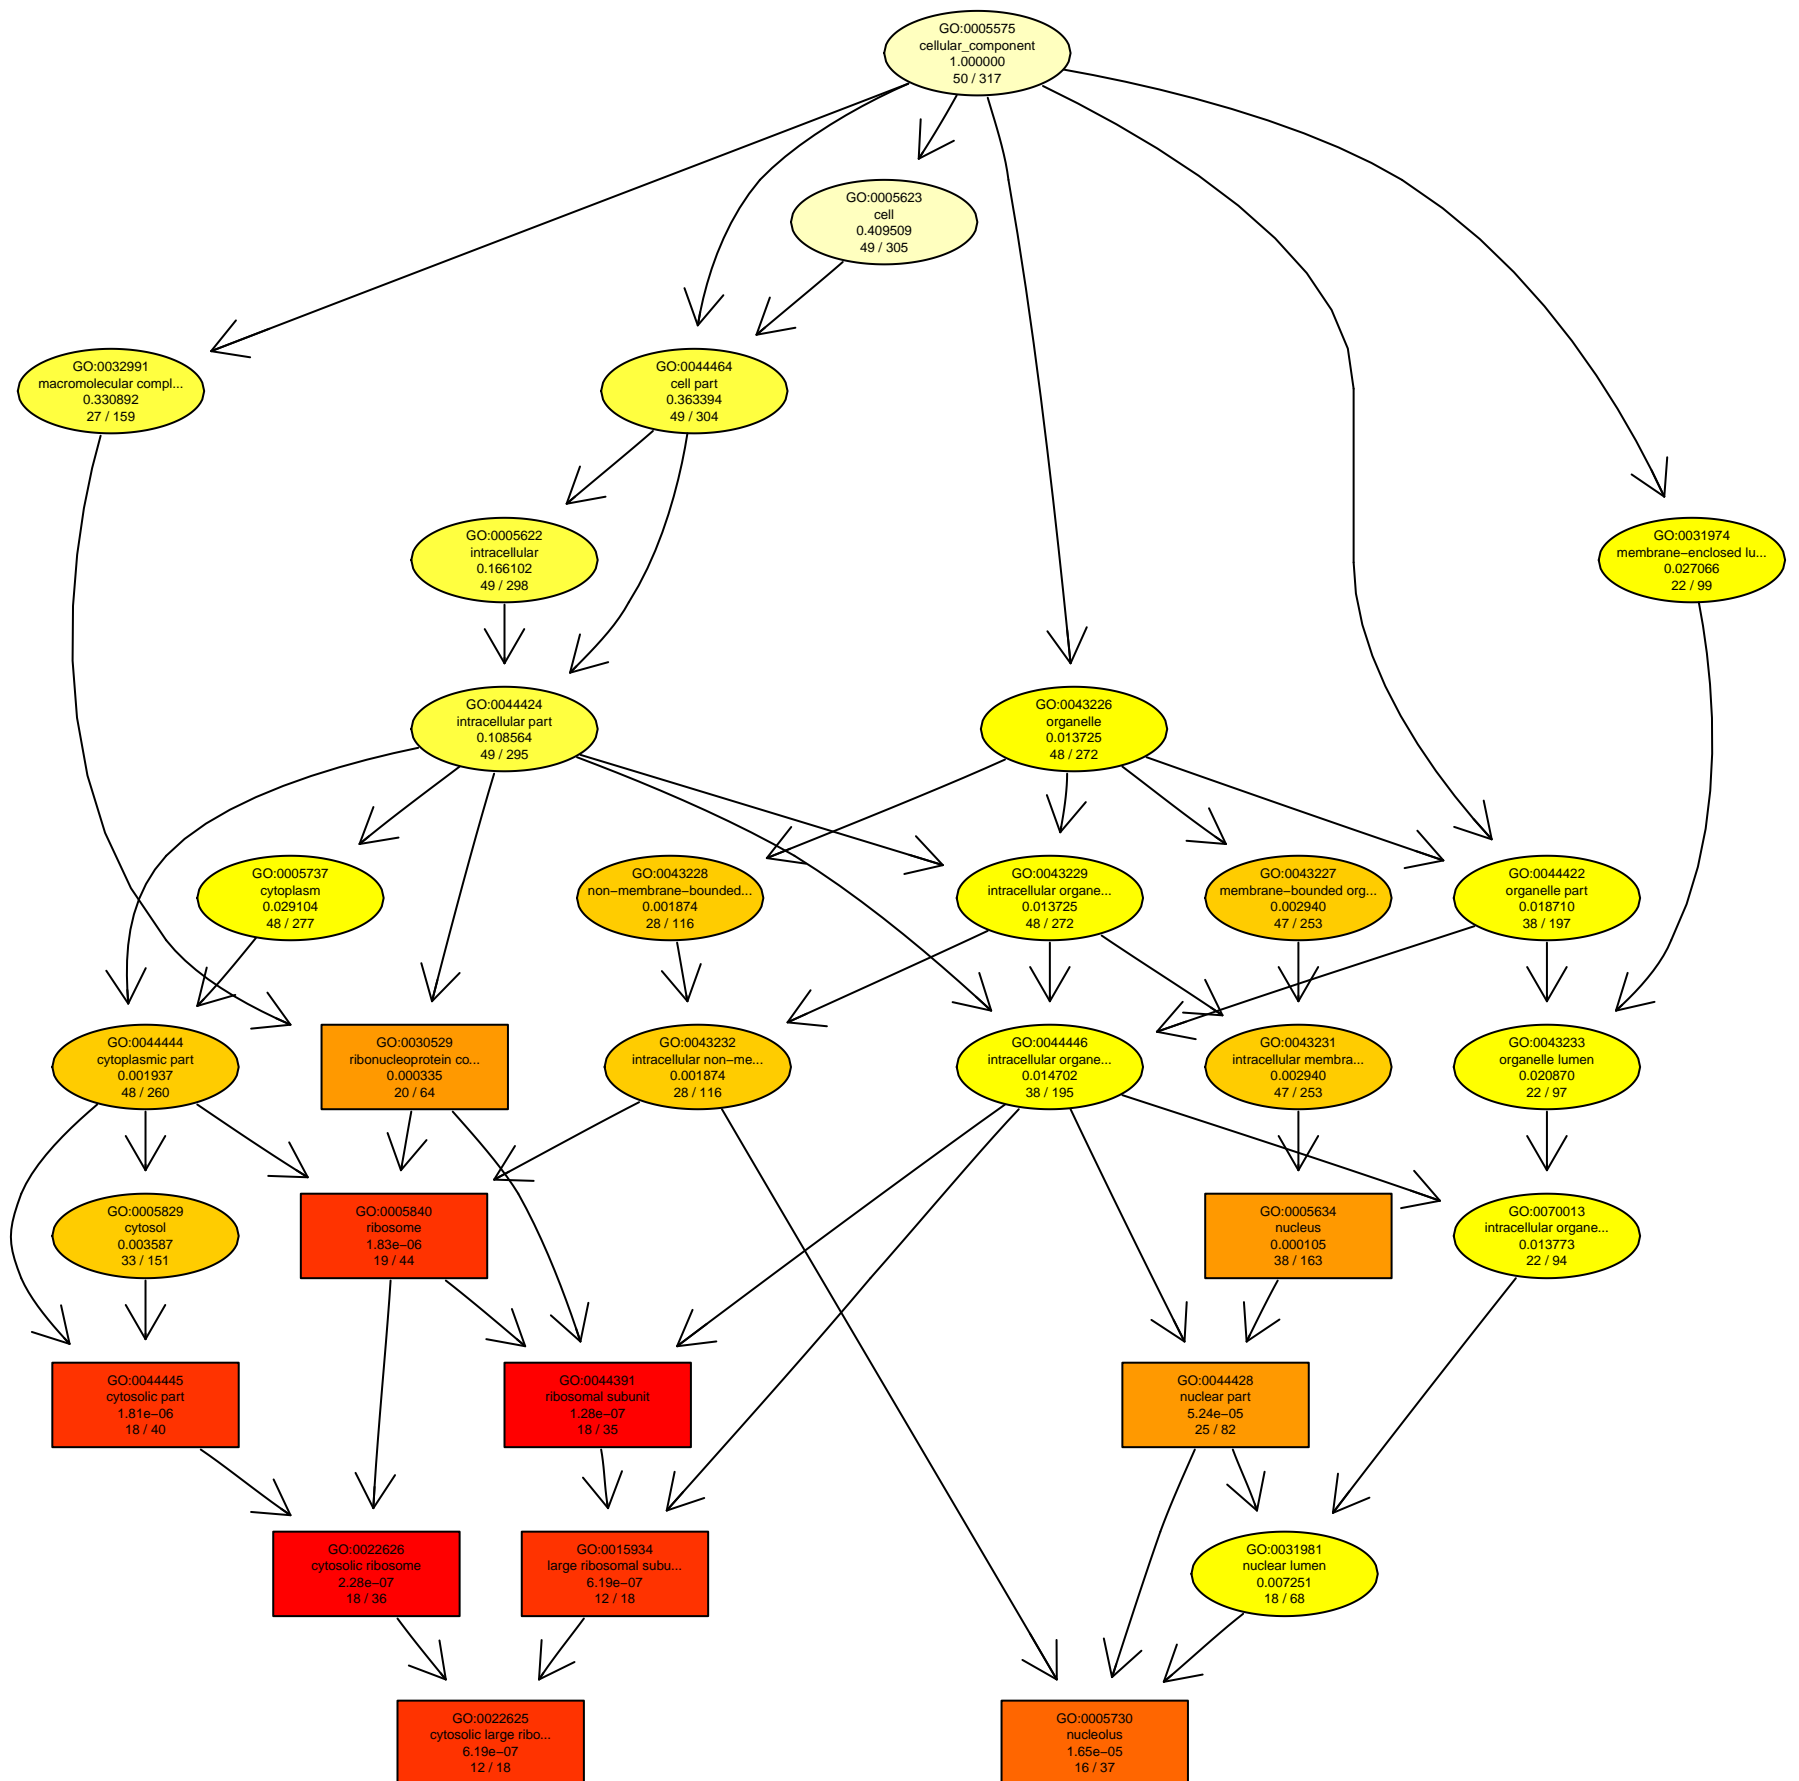 GO:0005575
cellular_component
1.000000
50 / 317
GO:0005623
cell
0.409509
49 / 305
GO:0032991
macromolecular compl...
0.330892
27 / 159
GO:0044464
cell part
0.363394
49 / 304
GO:0005622
intracellular
0.166102
49 / 298
GO:0031974
membrane−enclosed lu...
0.027066
22 / 99
GO:0044424
intracellular part
0.108564
49 / 295
GO:0043226
organelle
0.013725
48 / 272
GO:0005737
cytoplasm
0.029104
48 / 277
GO:0043228
non−membrane−bounded...
0.001874
28 / 116
GO:0043229
intracellular organe...
0.013725
48 / 272
GO:0043227
membrane−bounded org...
0.002940
47 / 253
GO:0044422
organelle part
0.018710
38 / 197
GO:0044444
cytoplasmic part
0.001937
48 / 260
GO:0030529
ribonucleoprotein co...
0.000335
20 / 64
GO:0043232
intracellular non−me...
0.001874
28 / 116
GO:0044446
intracellular organe...
0.014702
38 / 195
GO:0043231
intracellular membra...
0.002940
47 / 253
GO:0043233
organelle lumen
0.020870
22 / 97
GO:0005829
cytosol
0.003587
33 / 151
GO:0005840
ribosome
1.83e−06
19 / 44
GO:0005634
nucleus
0.000105
38 / 163
GO:0070013
intracellular organe...
0.013773
22 / 94
GO:0044445
cytosolic part
1.81e−06
18 / 40
GO:0044391
ribosomal subunit
1.28e−07
18 / 35
GO:0044428
nuclear part
5.24e−05
25 / 82
GO:0022626
cytosolic ribosome
2.28e−07
18 / 36
GO:0015934
large ribosomal subu...
6.19e−07
12 / 18
GO:0031981
nuclear lumen
0.007251
18 / 68
GO:0022625
cytosolic large ribo...
6.19e−07
12 / 18
GO:0005730
nucleolus
1.65e−05
16 / 37